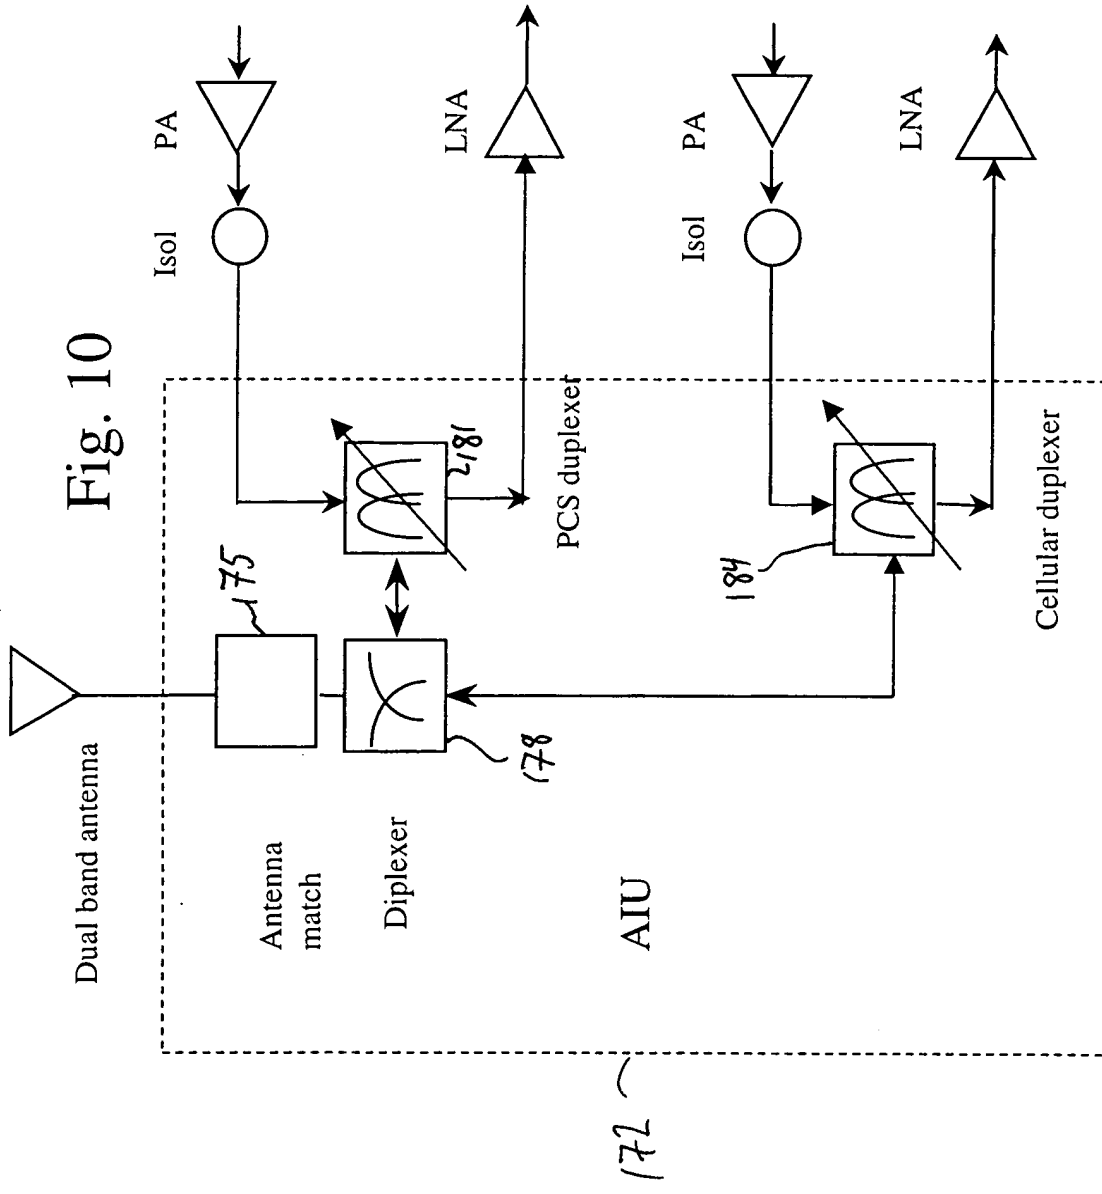 Fig. 10
Dual band antenna
Isol
PA
Antenna
match
175
Diplexer
LNA
181
178
PCS duplexer
172
AIU
Isol
PA
184
LNA
Cellular duplexer